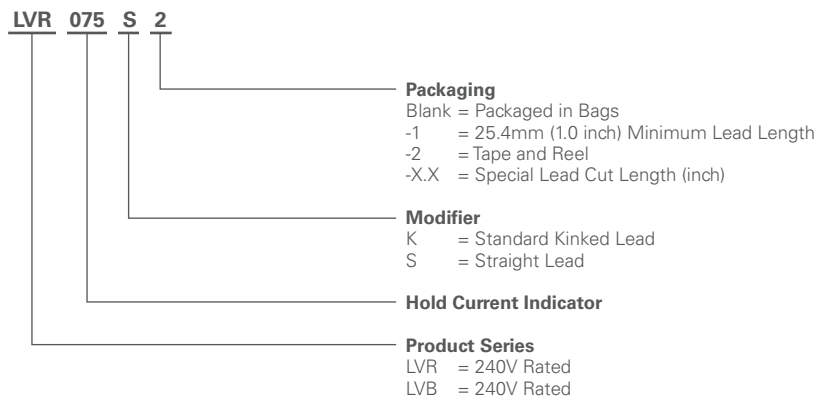 LVR 075 S 2
Packaging
Blank = Packaged in Bags
-1 = 25.4mm (1.0 inch) Minimum Lead Length
-2 = Tape and Reel
-X.X = Special Lead Cut Length (inch)
Modifier
K = Standard Kinked Lead
S = Straight Lead
Hold Current Indicator
Product Series
LVR = 240V Rated
LVB = 240V Rated